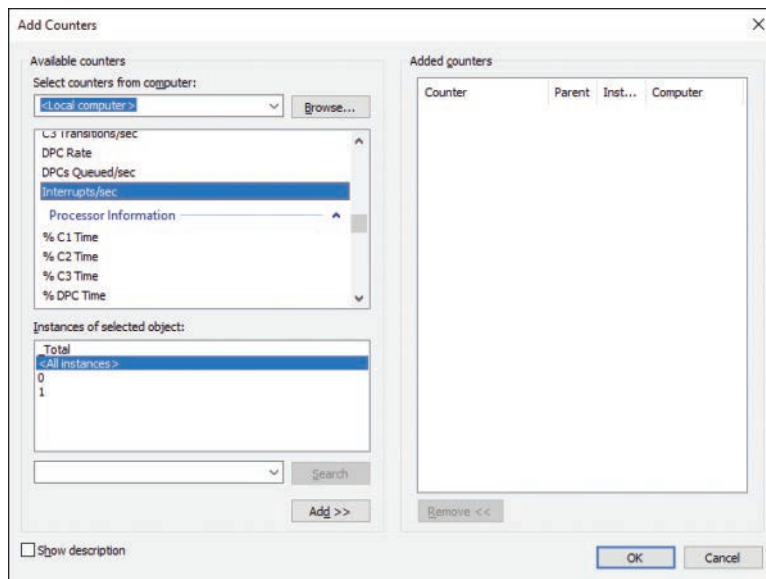 Add Counters
Available counters
Select counters from computer:
<Local computer>
Browse...
C3 Transitions/sec
DPC Rate
DPCs Queued/sec
Interrupts/sec
Processor Information
% C1 Time
% C2 Time
% C3 Time
% DPC Time
Instances of selected object:
_Total
<All instances>
0
1
Search
Add >>
Show description
Added counters
Counter Parent Inst... Computer
Remove <<
OK Cancel